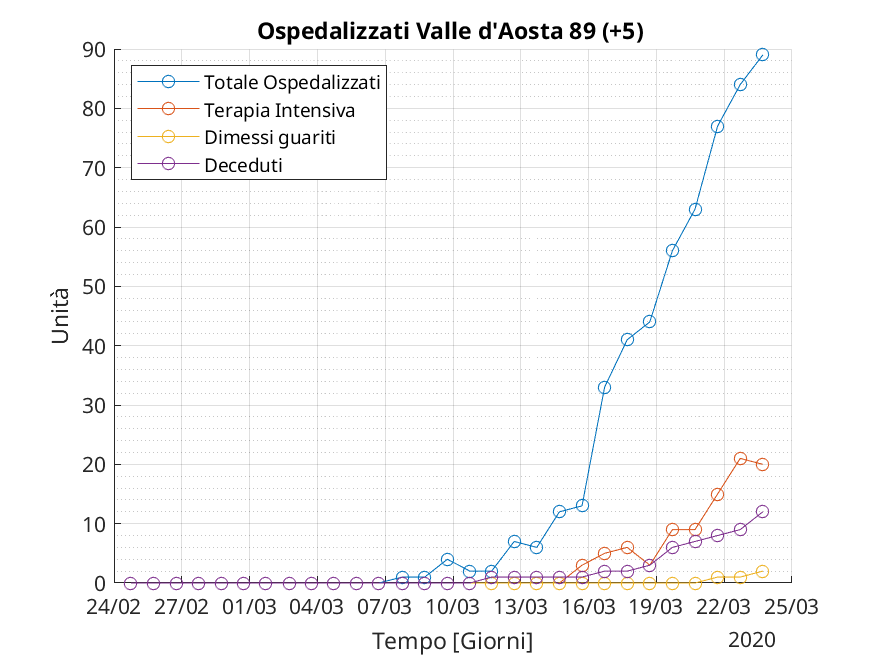 Ospedalizzati Valle d'Aosta 89 (+5)
Totale Ospedalizzati
Terapia Intensiva
Dimessi guariti
Deceduti
Unità
90
80
70
60
50
40
30
20
10
0
24/02 27/02 01/03 04/03 07/03 10/03 13/03 16/03 19/03 22/03 25/03
Tempo [Giorni]
2020